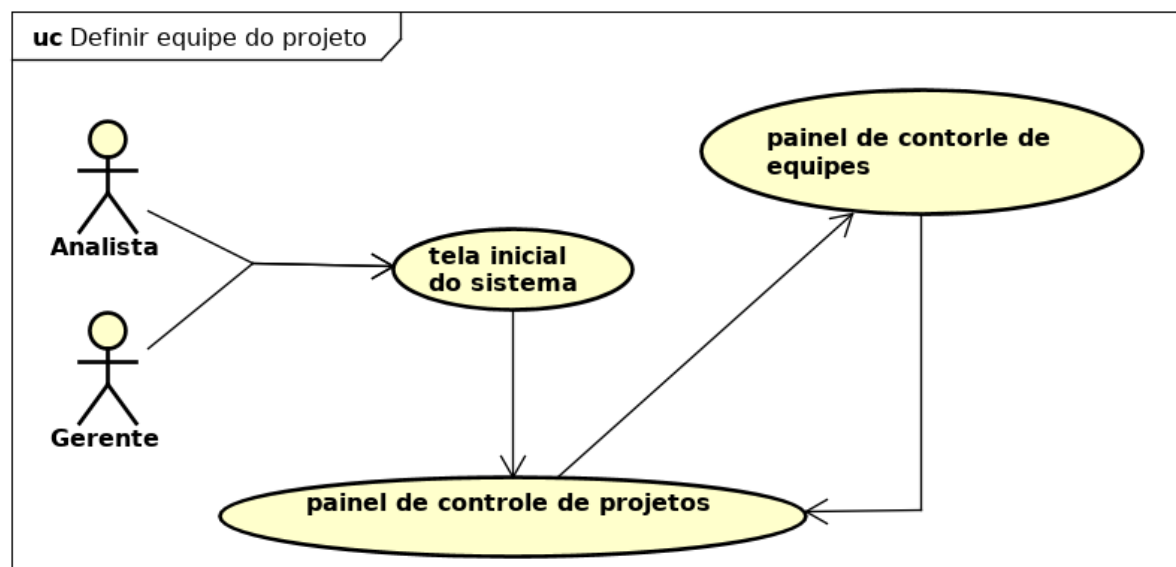 uc Definir equipe do projeto
painel de contorle de
equipes
Analista
tela inicial
do sistema
Gerente
painel de controle de projetos